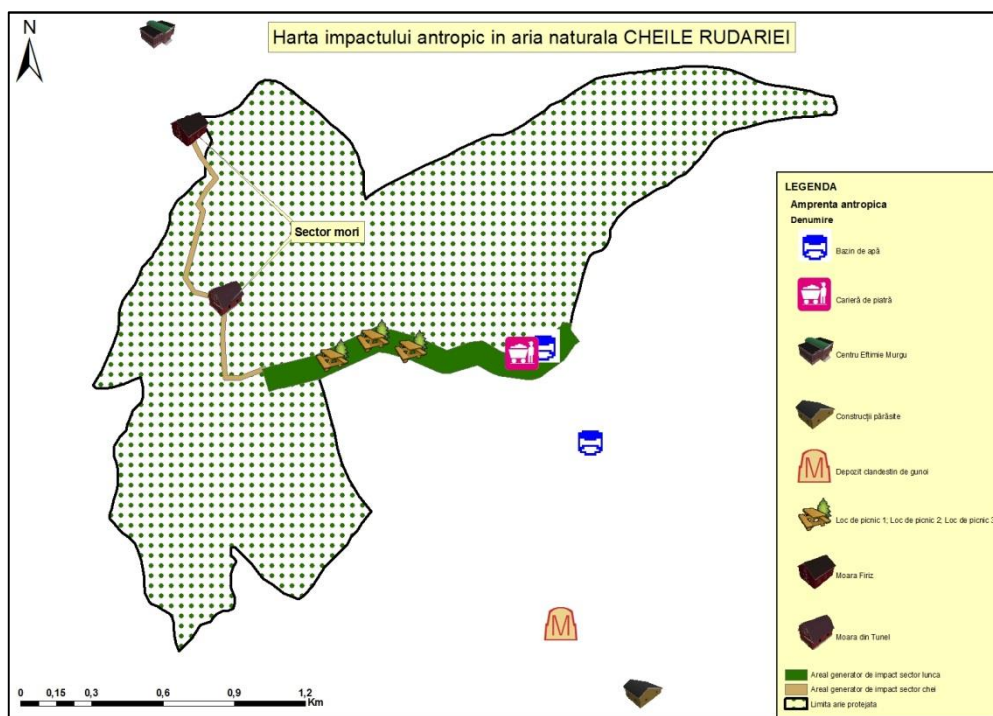 N
Harta impactului antropic in aria naturala CHEILE RUDARIEI
Sector mori
LEGENDA
Amprenta antropica
Denumire
Bazin de apă
Carieră de piatră
Centru Eftimie Murgu
Construcții părăsite
M
Depozit clandestin de gunoi
Loc de picnic 1; Loc de picnic 2; Loc de picnic 3
Moara Firiz
Moara din Tunel
Areal generator de impact sector lunca
Areal generator de impact sector chei
Limita arie protejata
M
0 0,15 0,3 0,6 0,9 1,2
Km